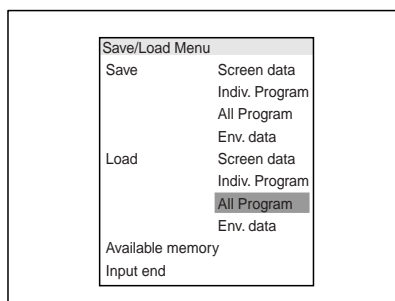 Save/Load Menu
Save Screen data
Indiv. Program
All Program
Env. data
Load Screen data
Indiv. Program
All Program
Env. data
Available memory
Input end